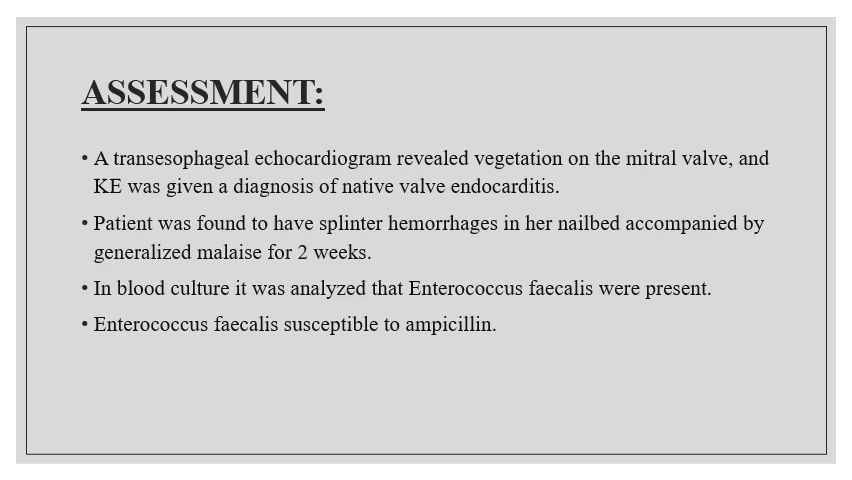 ASSESSMENT:
• A transesophageal echocardiogram revealed vegetation on the mitral valve, and
KE was given a diagnosis of native valve endocarditis.
• Patient was found to have splinter hemorrhages in her nailbed accompanied by
generalized malaise for 2 weeks.
• In blood culture it was analyzed that Enterococcus faecalis were present.
• Enterococcus faecalis susceptible to ampicillin.